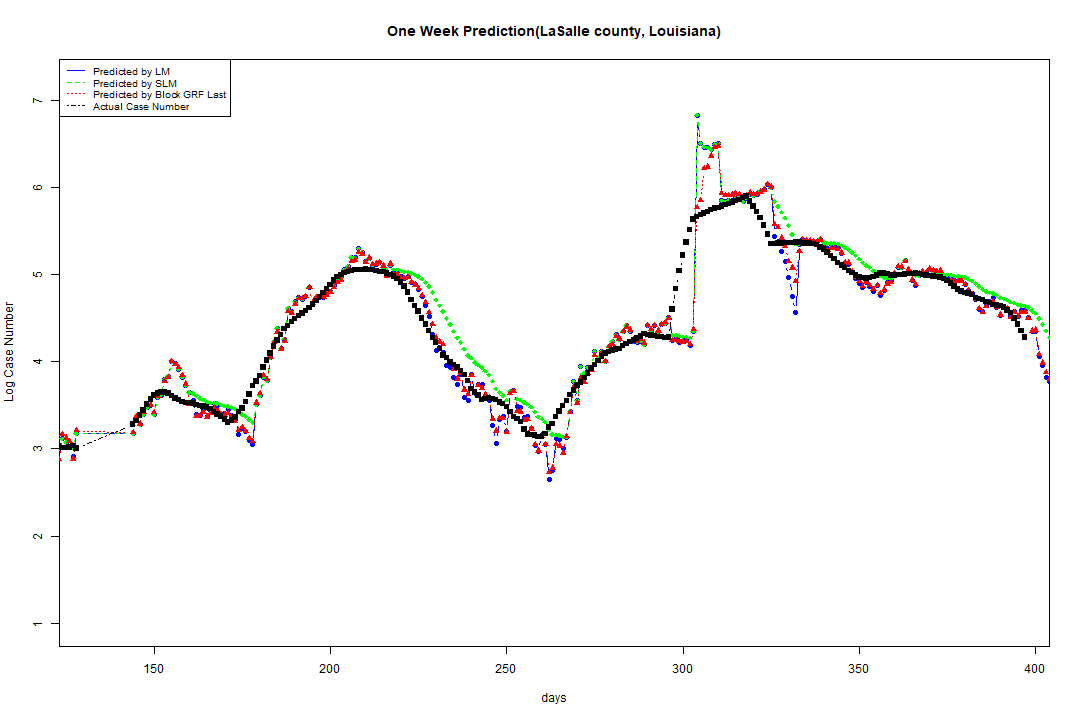 One Week Prediction(LaSalle county, Louisiana)
Predicted by LM
Predicted by SLM
Predicted by Block GRF Last
Actual Case Number
Log Case Number
7
6
5
4
3
2
1
150 200 250 300 350 400
days